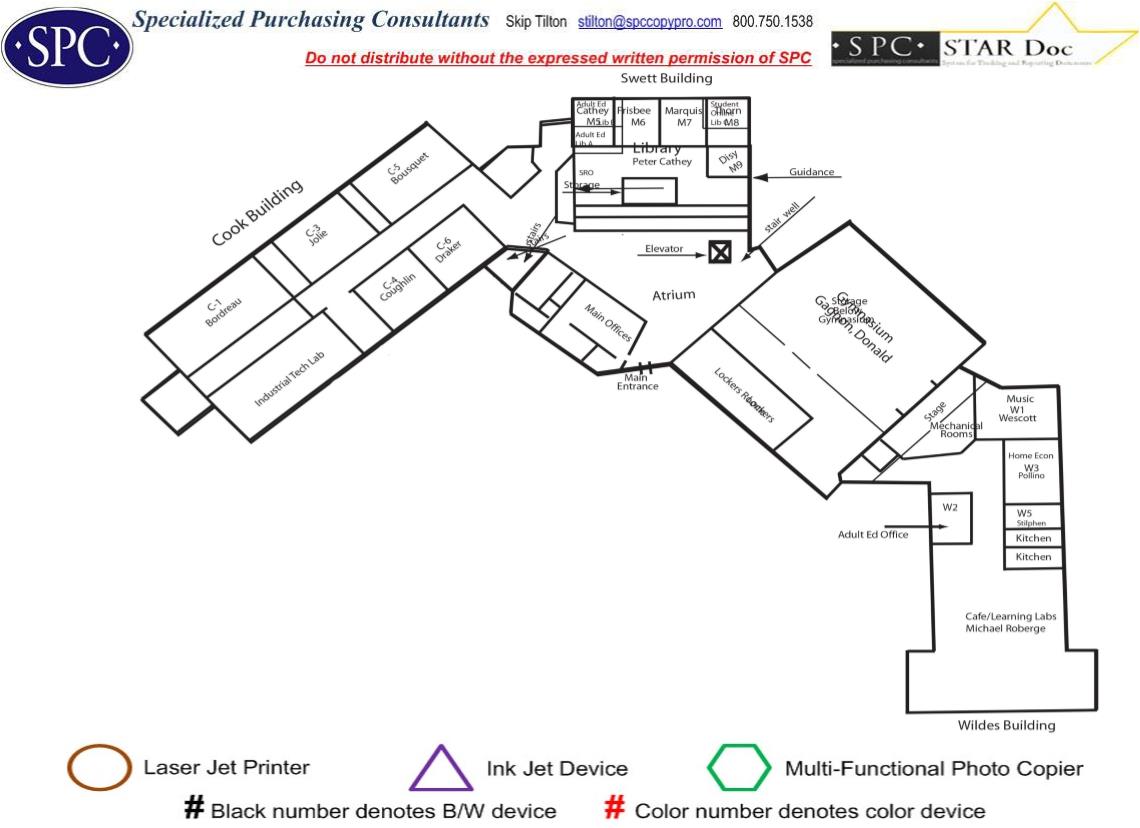 SPC
Specialized Purchasing Consultants Skip Tilton stilton@spccopypro.com 800.750.1538
Do not distribute without the expressed written permission of SPC
SPC STAR Doc
specialized purchasing consultants
System for Tracking and Reporting Documents
Swett Building
Adult Ed
Cathey
M5
Lib B
Frisbee
M6
Marquis
M7
Student
Online
Lib C
Thorn
M8
Adult Ed
Lib A
Library
Peter Cathey
Disy
M9
SRO
Storage
Guidance
stair well
stairs
stairs
Elevator
Atrium
Cook Building
C-5
Bousquet
C-3
Jolie
C-1
Bordreau
C-6
Draker
C-4
Coughlin
Industrial Tech Lab
Main Offices
Main
Entrance
Gymnasium
Gagnon, Donald
Storage
Below
Gymnasium
Lockers Rooms
Lockers
Stage
Mechanical
Rooms
Music
W1
Wescott
Home Econ
W3
Pollino
W2
W5
Stilphen
Kitchen
Kitchen
Adult Ed Office
Cafe/Learning Labs
Michael Roberge
Wildes Building
Laser Jet Printer
Ink Jet Device
Multi-Functional Photo Copier
# Black number denotes B/W device
# Color number denotes color device